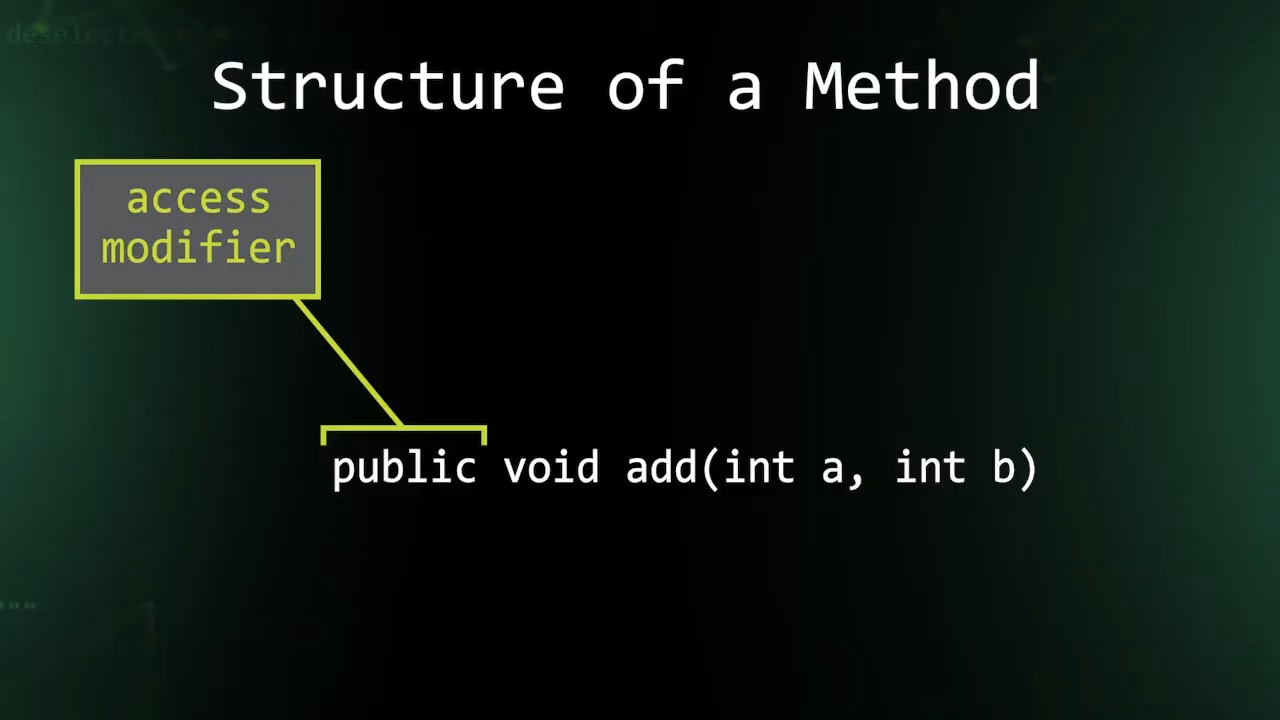 Structure of a Method
access
modifier
public void add(int a, int b)